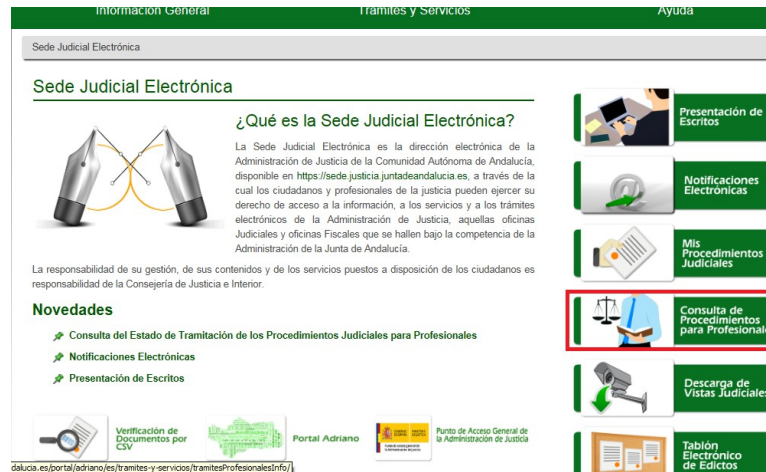 Información General
Trámites y Servicios
Ayuda
Sede Judicial Electrónica
Sede Judicial Electrónica
¿Qué es la Sede Judicial Electrónica?
La Sede Judicial Electrónica es la dirección electrónica de la
Administración de Justicia de la Comunidad Autónoma de Andalucía,
disponible en https://sede.justicia.juntadeandalucia.es, a través de la
cual los ciudadanos y profesionales de la justicia pueden ejercer su
derecho de acceso a la información, a los servicios y a los trámites
electrónicos de la Administración de Justicia, aquellas oficinas
Judiciales y oficinas Fiscales que se hallen bajo la competencia de la
Administración de la Junta de Andalucía.
La responsabilidad de su gestión, de sus contenidos y de los servicios puestos a disposición de los ciudadanos es
responsabilidad de la Consejería de Justicia e Interior.
Novedades
Consulta del Estado de Tramitación de los Procedimientos Judiciales para Profesionales
Notificaciones Electrónicas
Presentación de Escritos
Verificación de
Documentos por
CSV
Portal Adriano
Punto de Acceso General de
la Administración de Justicia
dalucia.es/portal/adriano/es/tramites-y-servicios/tramitesProfesionalesInfo/
Presentación de
Escritos
Notificaciones
Electrónicas
Mis
Procedimientos
Judiciales
Consulta de
Procedimientos
para Profesionale
Descarga de
Vistas Judiciales
Tablón
Electrónico
de Edictos